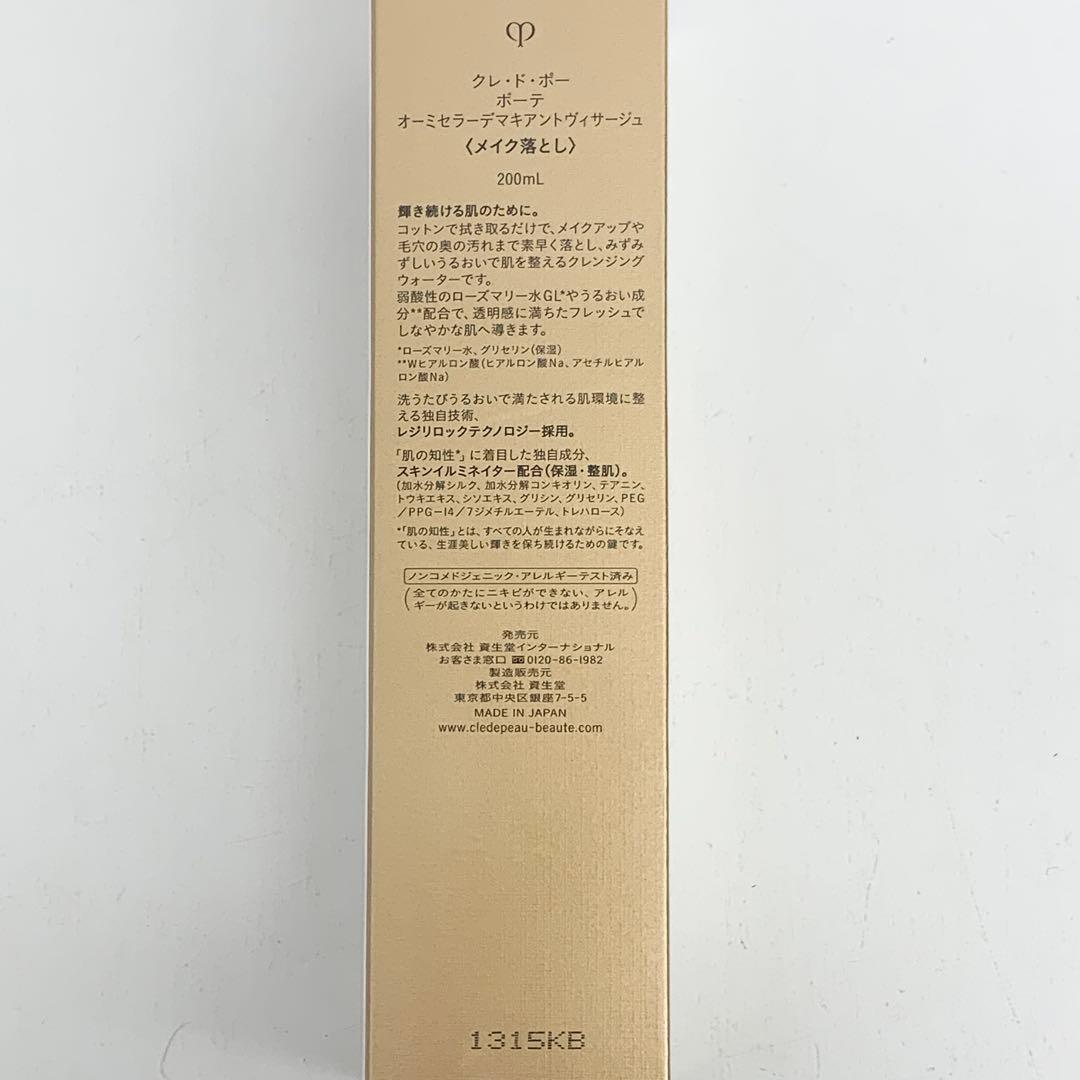 クレ・ド・ポー
ボーテ
オーミセラーデマキアントヴィサージュ
〈メイク落とし〉
200mL
輝き続ける肌のために。
コットンで拭き取るだけで、メイクアップや
毛穴の奥の汚れまで素早く落とし、みずみ
ずしいうるおいで肌を整えるクレンジング
ウォーターです。
弱酸性のローズマリー水GL*やうるおい成
分**配合で、透明感に満ちたフレッシュで
しなやかな肌へ導きます。
*ローズマリー水、グリセリン(保湿)
**Wヒアルロン酸(ヒアルロン酸Na、アセチルヒアル
ロン酸Na)
洗うたびうるおいで満たされる肌環境に整
える独自技術、
レジリロックテクノロジー採用。
「肌の知性*」に着目した独自成分、
スキンイルミネイター配合(保湿・整肌)。
(加水分解シルク、加水分解コンキオリン、テアニン、
トウキエキス、シソエキス、グリシン、グリセリン、PEG
/PPG-14/7ジメチルエーテル、トレハロース)
*「肌の知性」とは、すべての人が生まれながらにそなえ
ている、生涯美しい輝きを保ち続けるための鍵です。
ノンコメドジェニック・アレルギーテスト済み
(全てのかたにニキビができない、アレル
ギーが起きないというわけではありません。)
発売元
株式会社 資生堂インターナショナル
お客さま窓口 0120-86-1982
製造販売元
株式会社 資生堂
東京都中央区銀座7-5-5
MADE IN JAPAN
www.cledepeau-beaute.com
1315KB